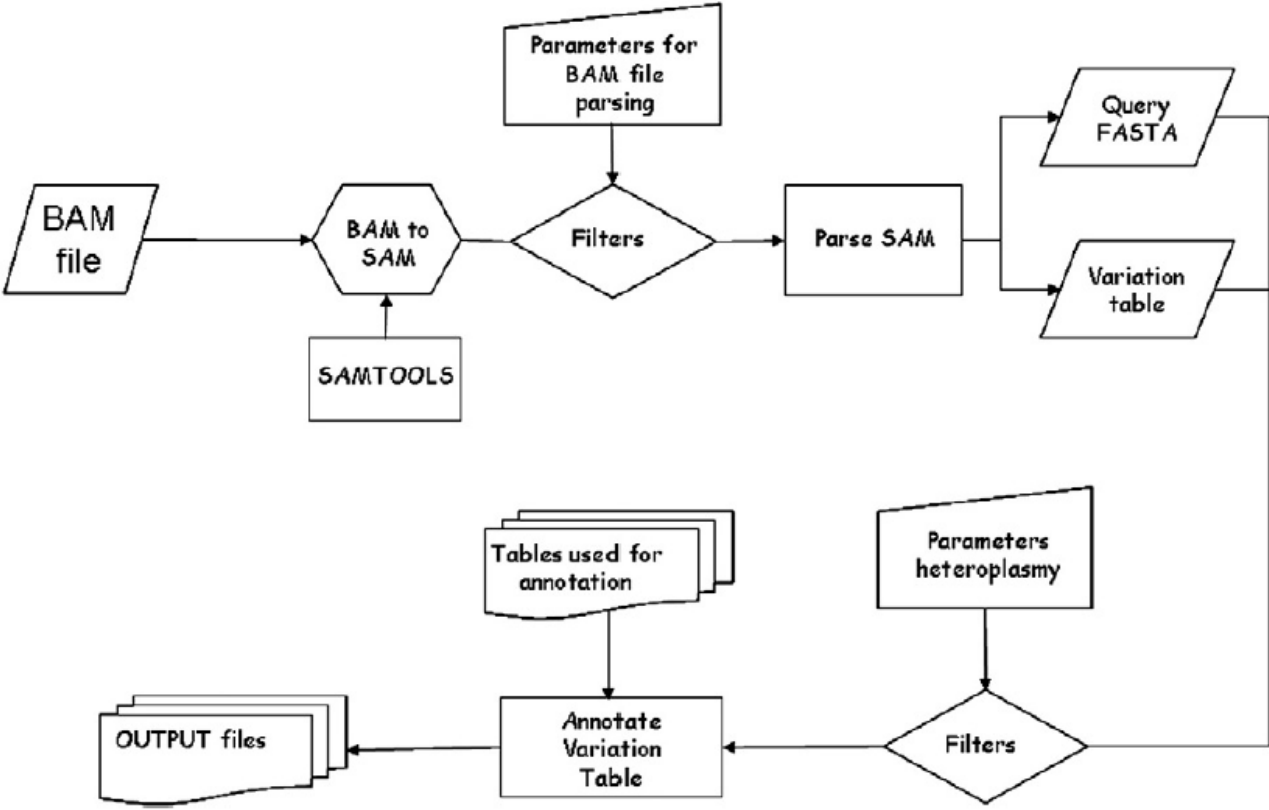 Parameters for
BAM file
parsing
Query
FASTA
BAM
file
BAM to
SAM
Filters
Parse SAM
Variation
table
SAMTOOLS
Parameters
heteroplasmy
Tables used for
annotation
OUTPUT files
Annotate
Variation
Table
Filters